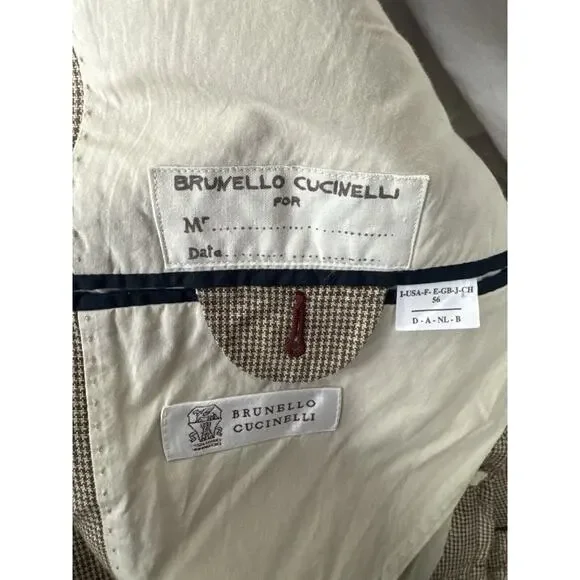 BRUNELLO CUCINELLI
FOR
Mr
Date
I-USA-F- E-GB-J-CH
56
D - A - NL - B
BRUNELLO
CUCINELLI